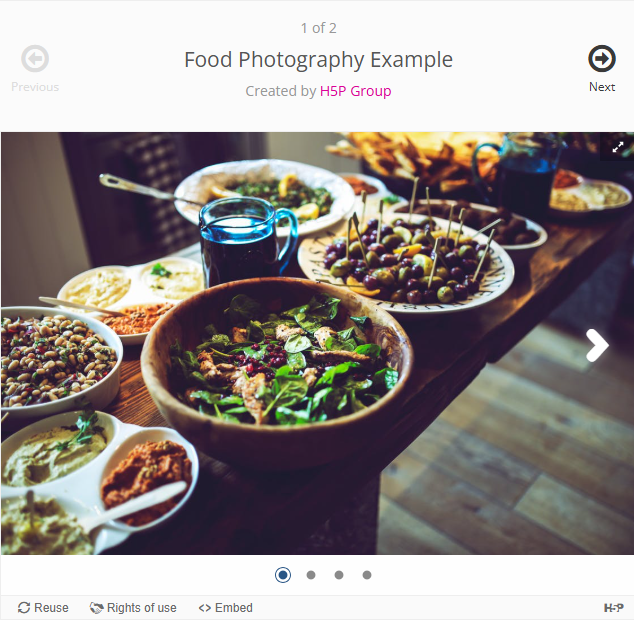 1 of 2
Food Photography Example
Previous
Next
Created by H5P Group
Reuse
Rights of use
<> Embed
H5P